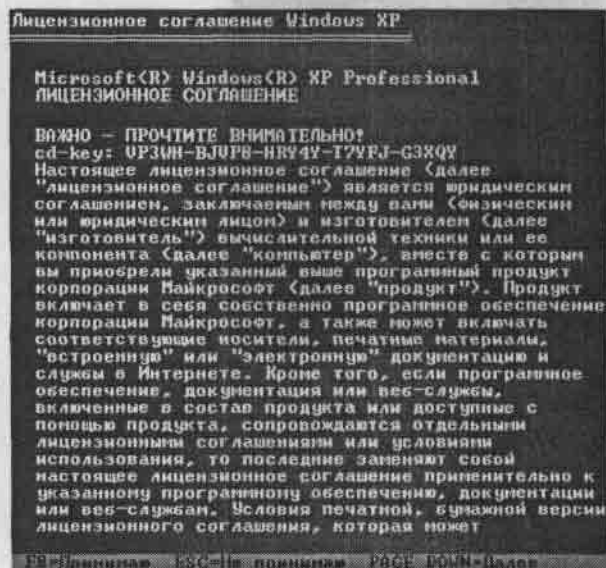 Лицензионное соглашение Windows XP
Microsoft(R) Windows(R) XP Professional
ЛИЦЕНЗИОННОЕ СОГЛАШЕНИЕ
ВАЖНО - ПРОЧТИТЕ ВНИМАТЕЛЬНО!
cd-key: VP3WH-BJVP8-HRY4Y-T7YFJ-G3XQY
Настоящее лицензионное соглашение (далее
"лицензионное соглашение") является юридическим
соглашением, заключаемым между вами (физическим
или юридическим лицом) и изготовителем (далее
"изготовитель") вычислительной техники или ее
компонента (далее "компьютер"), вместе с которым
вы приобрели указанный выше программный продукт
корпорации Майкрософт (далее "продукт"). Продукт
включает в себя собственно программное обеспечение
корпорации Майкрософт, а также может включать
соответствующие носители, печатные материалы,
"встроенную" или "электронную" документацию и
службы в Интернете. Кроме того, если программное
обеспечение, документация или веб-службы,
включенные в состав продукта или доступные с
помощью продукта, сопровождаются отдельными
лицензионными соглашениями или условиями
использования, то последние заменяют собой
настоящее лицензионное соглашение применительно к
указанному программному обеспечению, документации
или веб-службам. Условия печатной, бумажной версии
лицензионного соглашения, которая может
F8=Принимаю ESC=Не принимаю PAGE DOWN=Далее